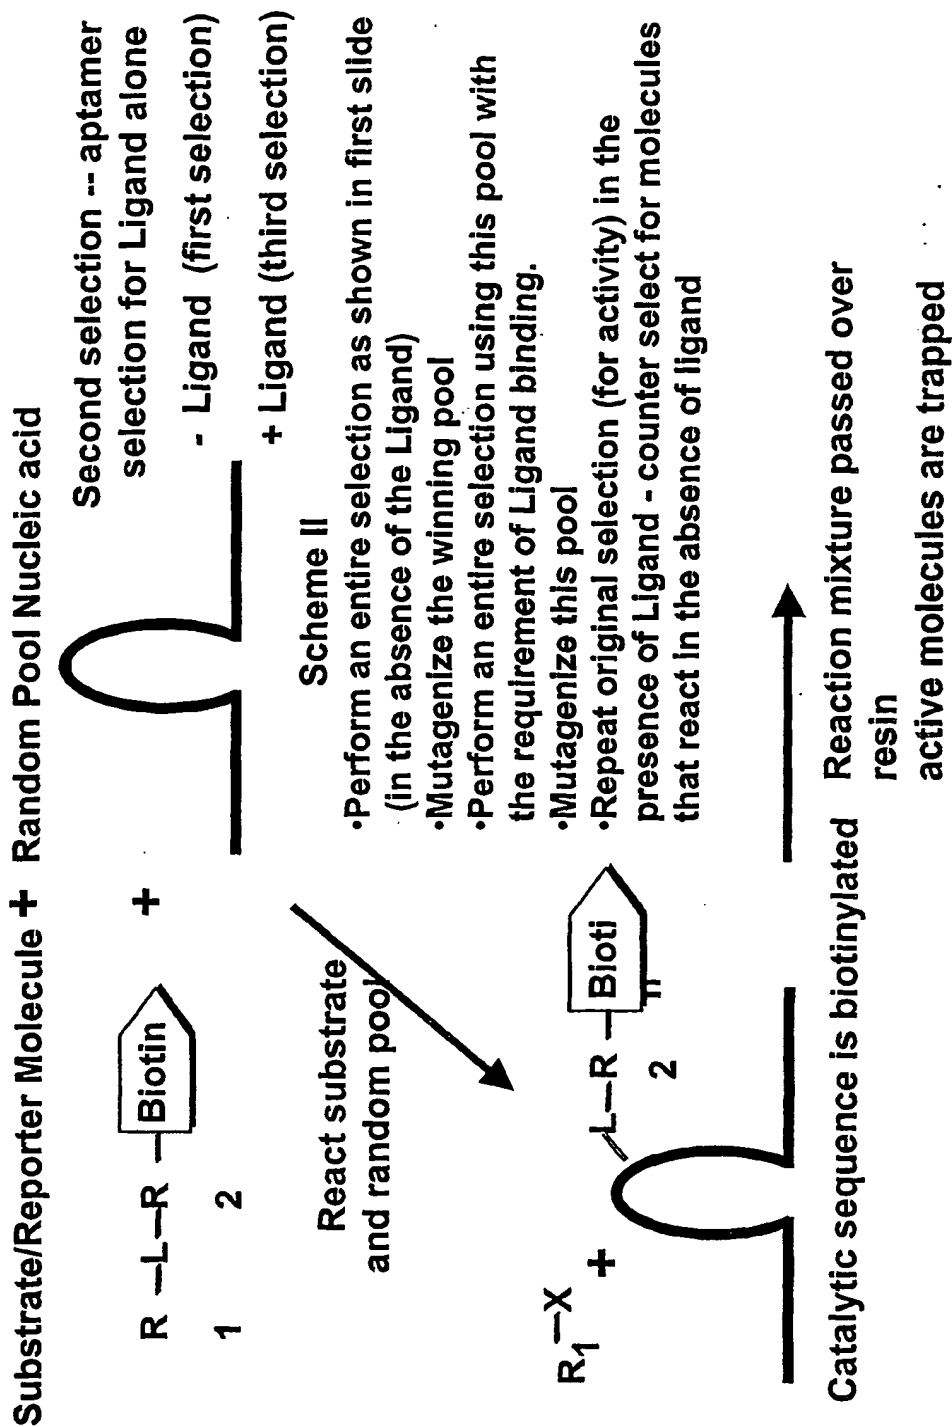 Substrate/Reporter Molecule + Random Pool Nucleic acid
R —L—R — Biotin +
1 2
Second selection -- aptamer
selection for Ligand alone
- Ligand (first selection)
+ Ligand (third selection)
Scheme II
•Perform an entire selection as shown in first slide
(in the absence of the Ligand)
•Mutagenize the winning pool
•Perform an entire selection using this pool with
the requirement of Ligand binding.
•Mutagenize this pool
•Repeat original selection (for activity) in the
presence of Ligand - counter select for molecules
that react in the absence of ligand
React substrate
and random pool
R1—X + L—R — Bioti
n
2
Catalytic sequence is biotinylated
Reaction mixture passed over
resin
active molecules are trapped